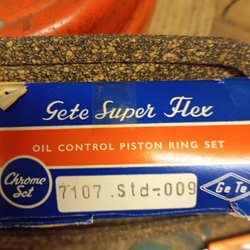 Gete Super Flex
OIL CONTROL PISTON RING SET
Chrome
Set
7107.Std-009
GeTe